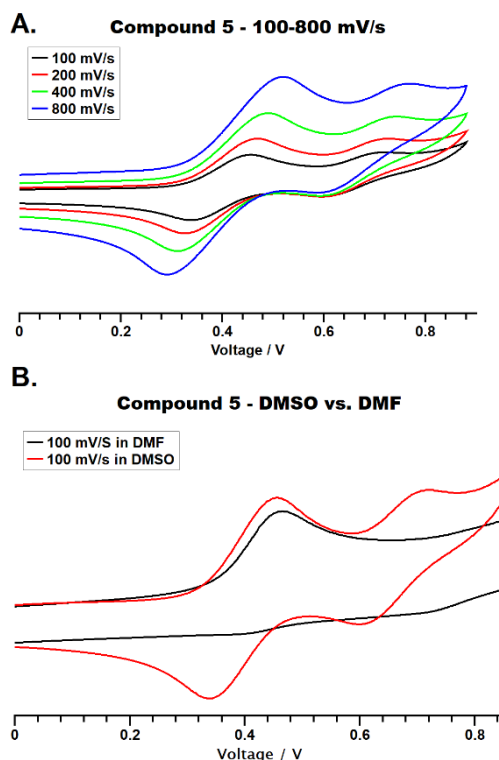 A.
Compound 5 - 100-800 mV/s
100 mV/s
200 mV/s
400 mV/s
800 mV/s
0 0.2 0.4 0.6 0.8
Voltage / V
B.
Compound 5 - DMSO vs. DMF
100 mV/S in DMF
100 mV/s in DMSO
0 0.2 0.4 0.6 0.8
Voltage / V